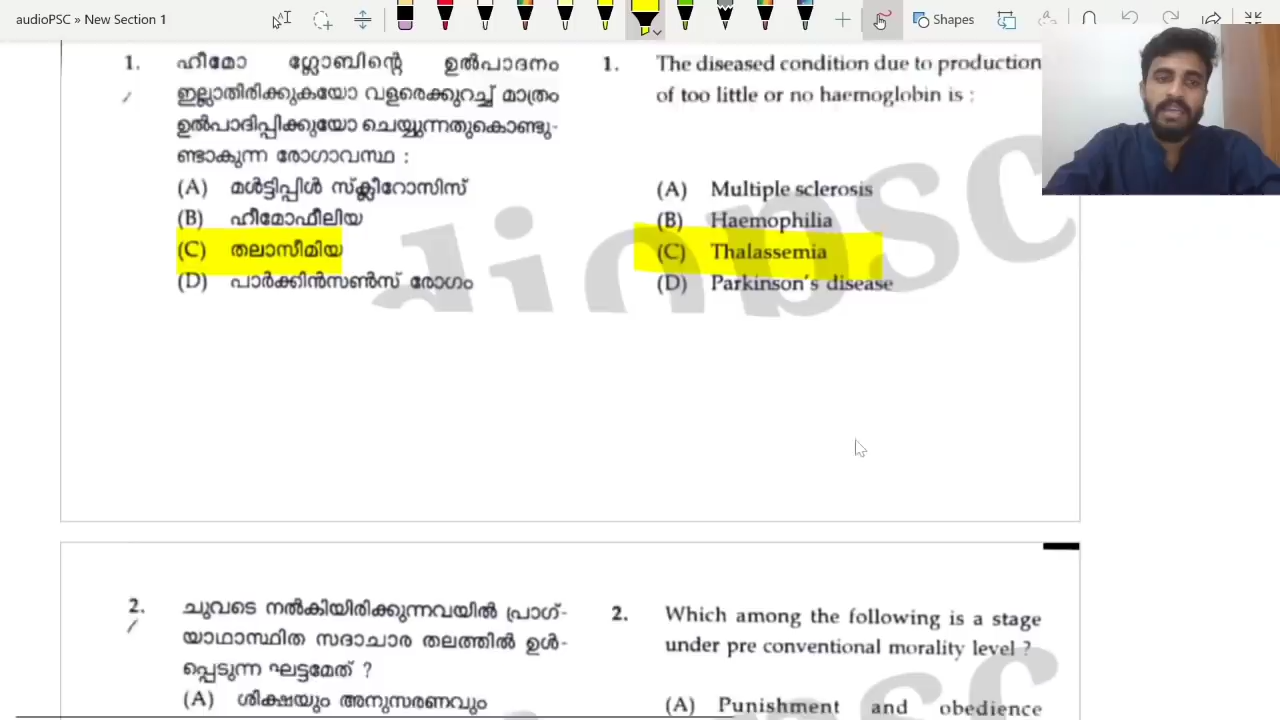 audioPSC » New Section 1
Shapes
1.
ഹീമോ ഗ്ലോബിന്റെ ഉൽപാദനം
ഇല്ലാതിരിക്കുകയോ വളരെക്കുറച്ച് മാത്രം
ഉൽപാദിപ്പിക്കുയോ ചെയ്യുന്നതുകൊണ്ടു-
ണ്ടാകുന്ന രോഗാവസ്ഥ :
(A) മൾട്ടിപ്പിൾ സ്ക്ലീറോസിസ്
(B) ഹീമോഫീലിയ
(C) തലാസീമിയ
(D) പാർക്കിൻസൺസ് രോഗം
1. The diseased condition due to production
of too little or no haemoglobin is :
(A) Multiple sclerosis
(B) Haemophilia
(C) Thalassemia
(D) Parkinson's disease
2. ചുവടെ നൽകിയിരിക്കുന്നവയിൽ പ്രാഗ്-
യാഥാസ്ഥിത സദാചാര തലത്തിൽ ഉൾ-
പ്പെടുന്ന ഘട്ടമേത് ?
(A) ശിക്ഷയും അനുസരണവും
2. Which among the following is a stage
under pre conventional morality level ?
(A) Punishment and obedience